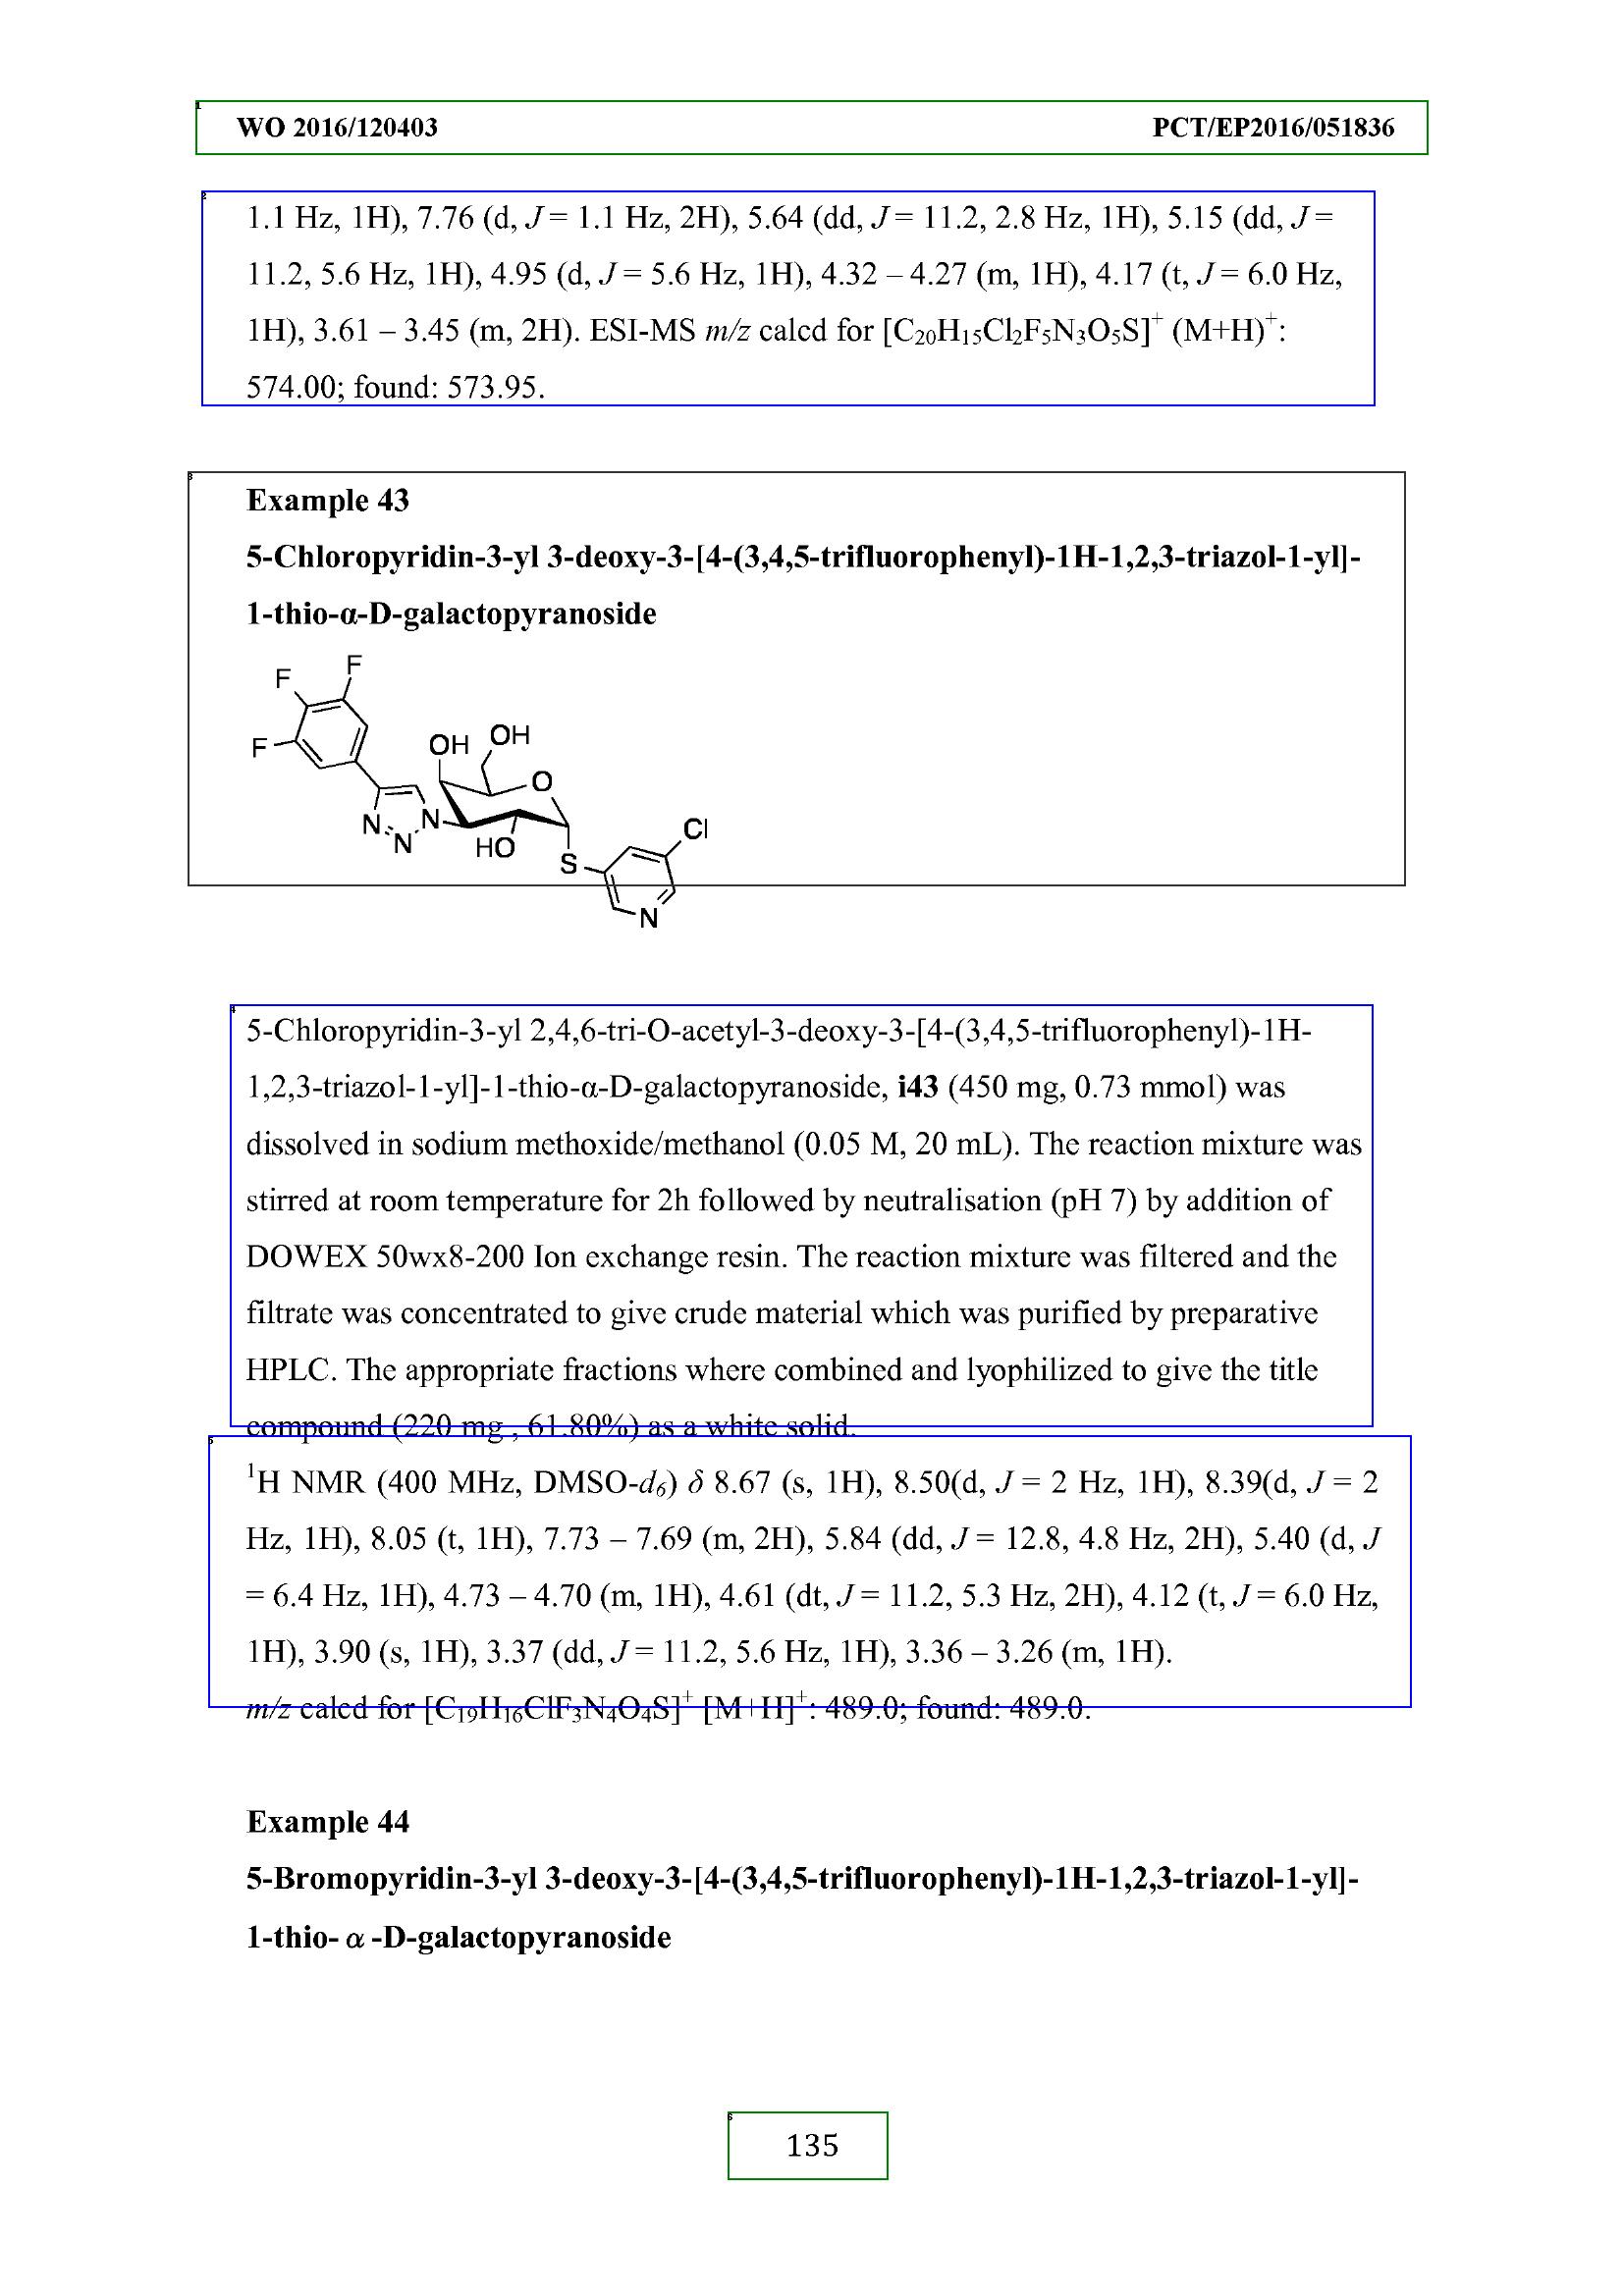 WO 2016/120403 PCT/EP2016/051836
1.1 Hz, 1H), 7.76 (d, J = 1.1 Hz, 2H), 5.64 (dd, J = 11.2, 2.8 Hz, 1H), 5.15 (dd, J =
11.2, 5.6 Hz, 1H), 4.95 (d, J = 5.6 Hz, 1H), 4.32 – 4.27 (m, 1H), 4.17 (t, J = 6.0 Hz,
1H), 3.61 – 3.45 (m, 2H). ESI-MS m/z calcd for [C20H15Cl2F5N3O5S]+ (M+H)+:
574.00; found: 573.95.
Example 43
5-Chloropyridin-3-yl 3-deoxy-3-[4-(3,4,5-trifluorophenyl)-1H-1,2,3-triazol-1-yl]-
1-thio-α-D-galactopyranoside
F F
F OH OH
O
N N N HO S Cl
N
5-Chloropyridin-3-yl 2,4,6-tri-O-acetyl-3-deoxy-3-[4-(3,4,5-trifluorophenyl)-1H-
1,2,3-triazol-1-yl]-1-thio-α-D-galactopyranoside, i43 (450 mg, 0.73 mmol) was
dissolved in sodium methoxide/methanol (0.05 M, 20 mL). The reaction mixture was
stirred at room temperature for 2h followed by neutralisation (pH 7) by addition of
DOWEX 50wx8-200 Ion exchange resin. The reaction mixture was filtered and the
filtrate was concentrated to give crude material which was purified by preparative
HPLC. The appropriate fractions where combined and lyophilized to give the title
compound (220 mg , 61.80%) as a white solid.
1H NMR (400 MHz, DMSO-d6) δ 8.67 (s, 1H), 8.50(d, J = 2 Hz, 1H), 8.39(d, J = 2
Hz, 1H), 8.05 (t, 1H), 7.73 – 7.69 (m, 2H), 5.84 (dd, J = 12.8, 4.8 Hz, 2H), 5.40 (d, J
= 6.4 Hz, 1H), 4.73 – 4.70 (m, 1H), 4.61 (dt, J = 11.2, 5.3 Hz, 2H), 4.12 (t, J = 6.0 Hz,
1H), 3.90 (s, 1H), 3.37 (dd, J = 11.2, 5.6 Hz, 1H), 3.36 – 3.26 (m, 1H).
m/z calcd for [C19H16ClF3N4O4S]+ [M+H]+: 489.0; found: 489.0.
Example 44
5-Bromopyridin-3-yl 3-deoxy-3-[4-(3,4,5-trifluorophenyl)-1H-1,2,3-triazol-1-yl]-
1-thio- α -D-galactopyranoside
135